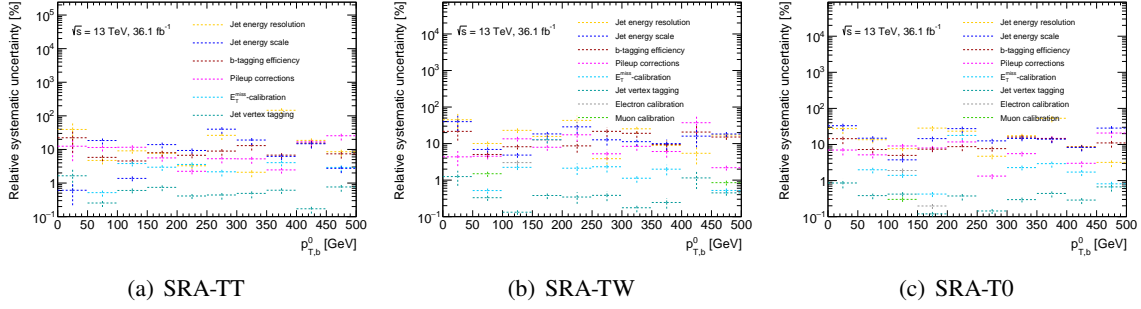 Relative systematic uncertainty [%]
√s = 13 TeV, 36.1 fb⁻¹
Jet energy resolution
Jet energy scale
b-tagging efficiency
Pileup corrections
E_T^miss-calibration
Jet vertex tagging
10⁵
10⁴
10³
10²
10
1
10⁻¹
0 50 100 150 200 250 300 350 400 450 500
p⁰_T,b [GeV]
(a) SRA-TT
Relative systematic uncertainty [%]
√s = 13 TeV, 36.1 fb⁻¹
Jet energy resolution
Jet energy scale
b-tagging efficiency
Pileup corrections
E_T^miss-calibration
Jet vertex tagging
Electron calibration
Muon calibration
10⁴
10³
10²
10
1
10⁻¹
0 50 100 150 200 250 300 350 400 450 500
p⁰_T,b [GeV]
(b) SRA-TW
Relative systematic uncertainty [%]
√s = 13 TeV, 36.1 fb⁻¹
Jet energy resolution
Jet energy scale
b-tagging efficiency
Pileup corrections
E_T^miss-calibration
Jet vertex tagging
Electron calibration
Muon calibration
10⁴
10³
10²
10
1
10⁻¹
0 50 100 150 200 250 300 350 400 450 500
p⁰_T,b [GeV]
(c) SRA-T0